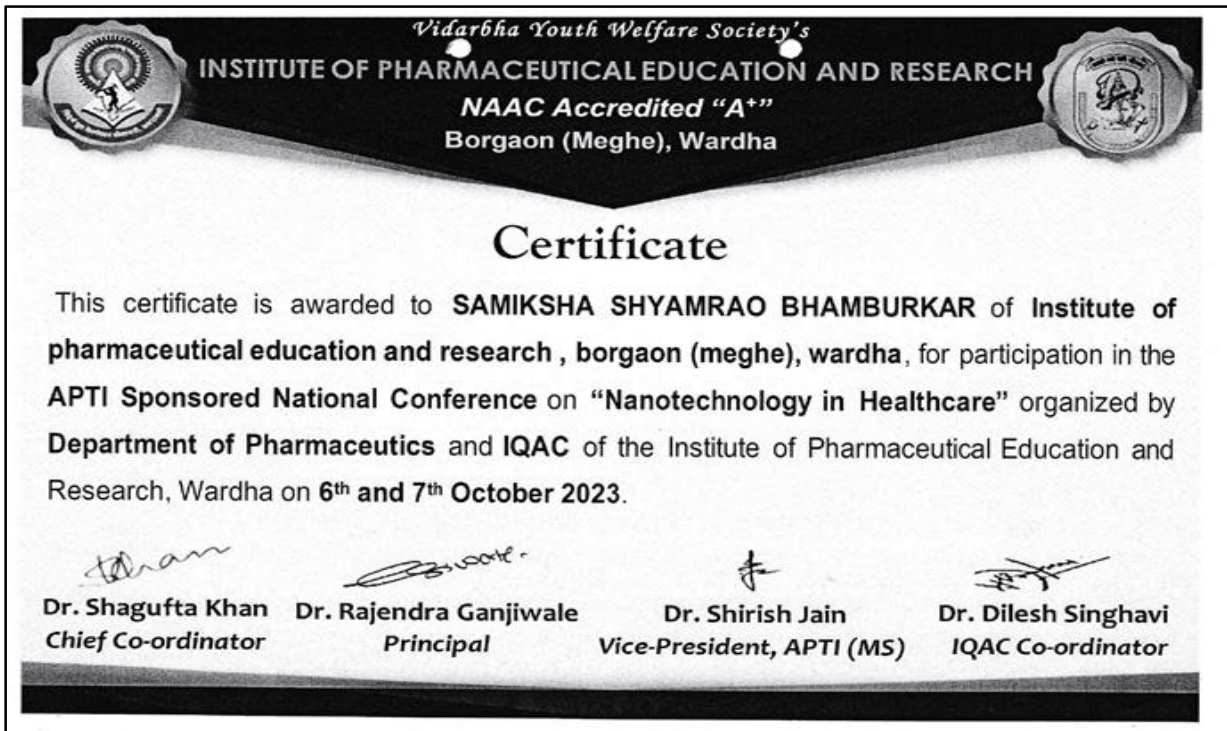 Vidarbha Youth Welfare Society's
INSTITUTE OF PHARMACEUTICAL EDUCATION AND RESEARCH
NAAC Accredited “A+”
Borgaon (Meghe), Wardha
Certificate
This certificate is awarded to SAMIKSHA SHYAMRAO BHAMBURKAR of Institute of
pharmaceutical education and research , borgaon (meghe), wardha, for participation in the
APTI Sponsored National Conference on “Nanotechnology in Healthcare” organized by
Department of Pharmaceutics and IQAC of the Institute of Pharmaceutical Education and
Research, Wardha on 6th and 7th October 2023.
Dr. Shagufta Khan Dr. Rajendra Ganjiwale Dr. Shirish Jain Dr. Dilesh Singhavi
Chief Co-ordinator Principal Vice-President, APTI (MS) IQAC Co-ordinator